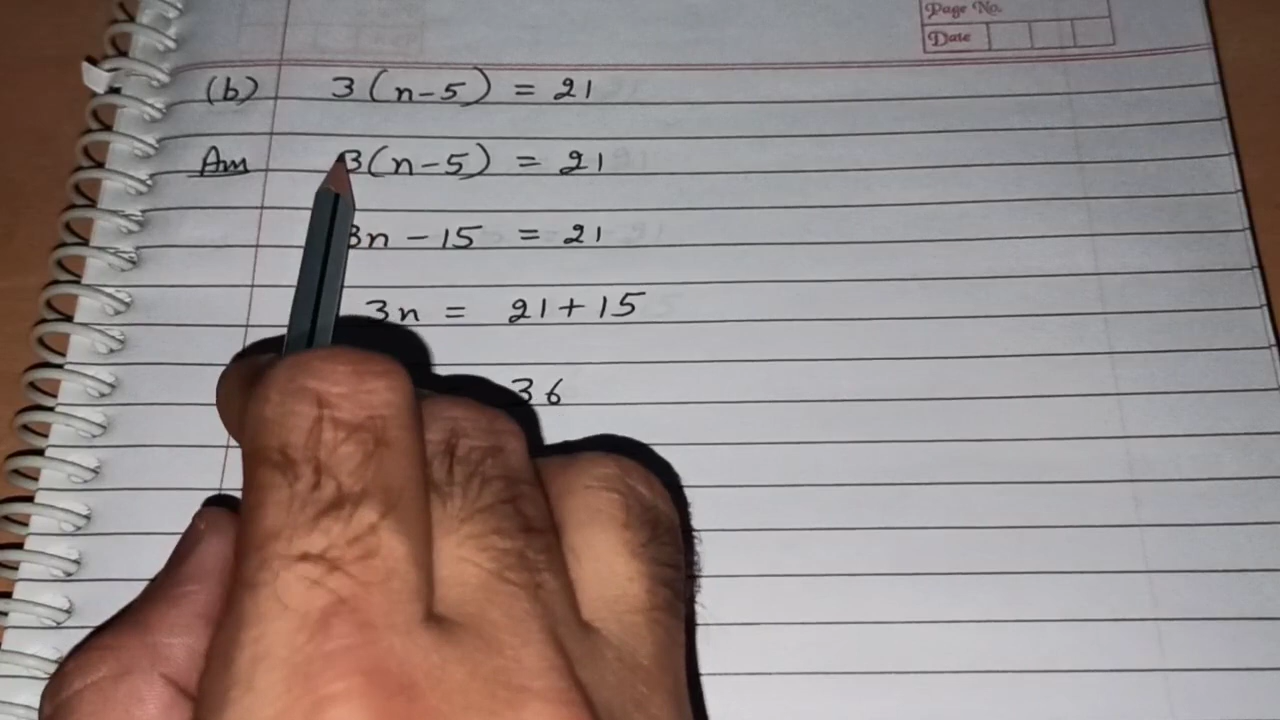 Page No.
Date
(b) 3(n-5) = 21
Ans 3(n-5) = 21
3n - 15 = 21
3n = 21 + 15
36